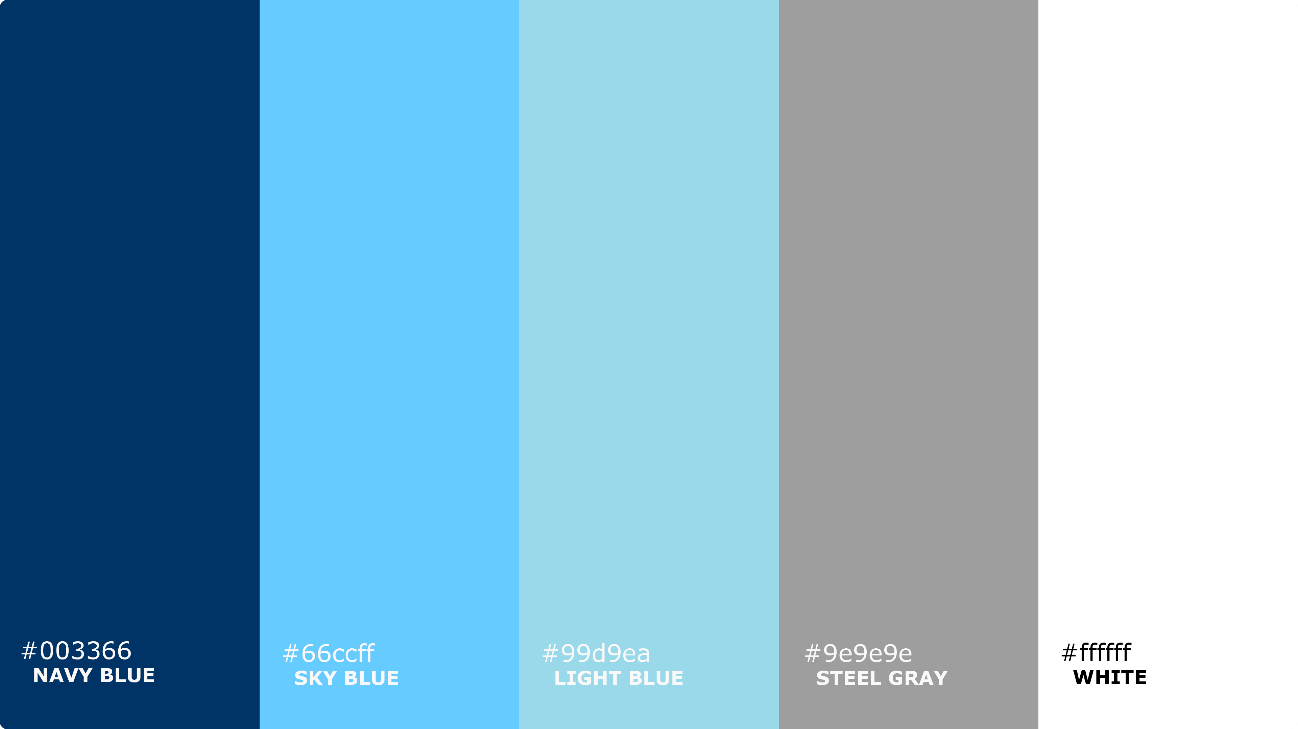 #003366
NAVY BLUE
#66ccff
SKY BLUE
#99d9ea
LIGHT BLUE
#9e9e9e
STEEL GRAY
#ffffff
WHITE